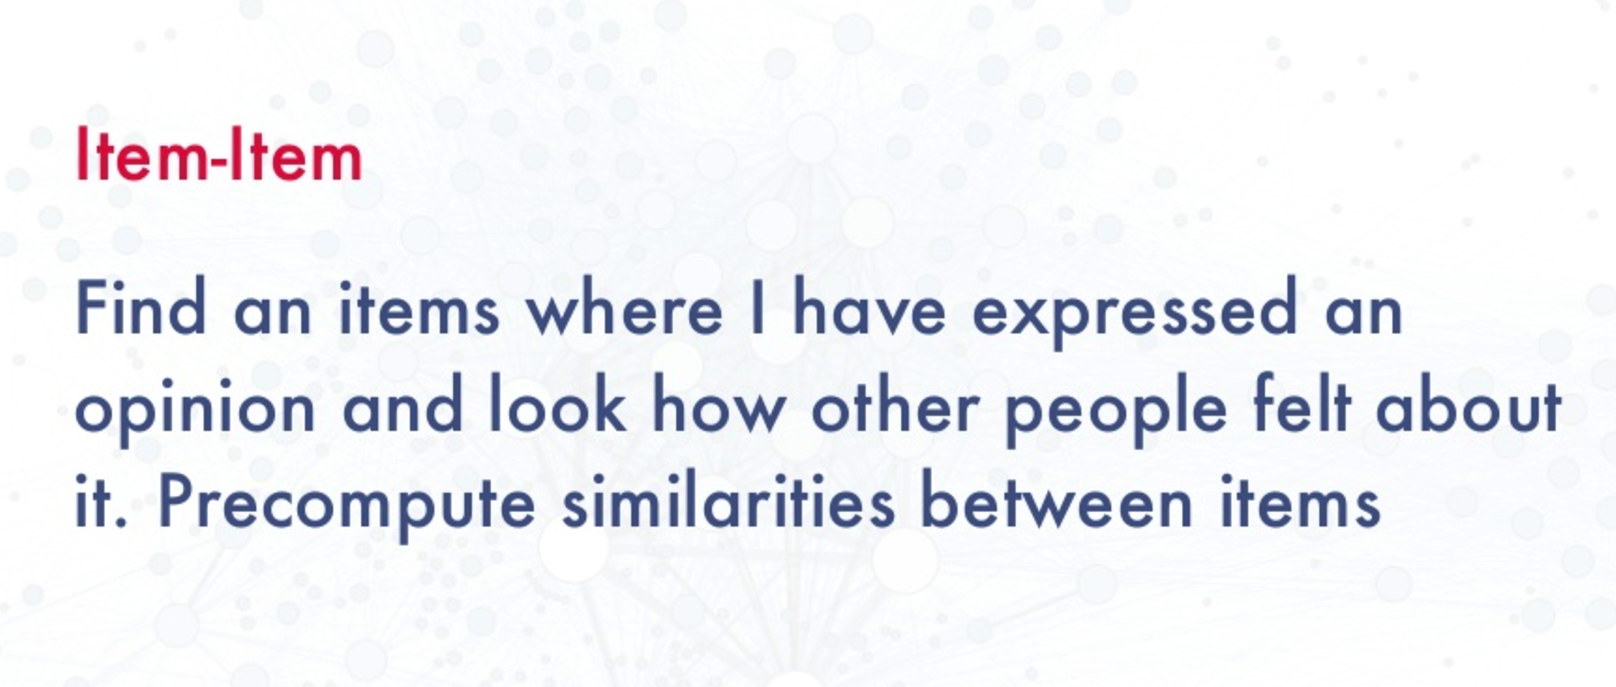 Item-Item
Find an items where I have expressed an
opinion and look how other people felt about
it. Precompute similarities between items